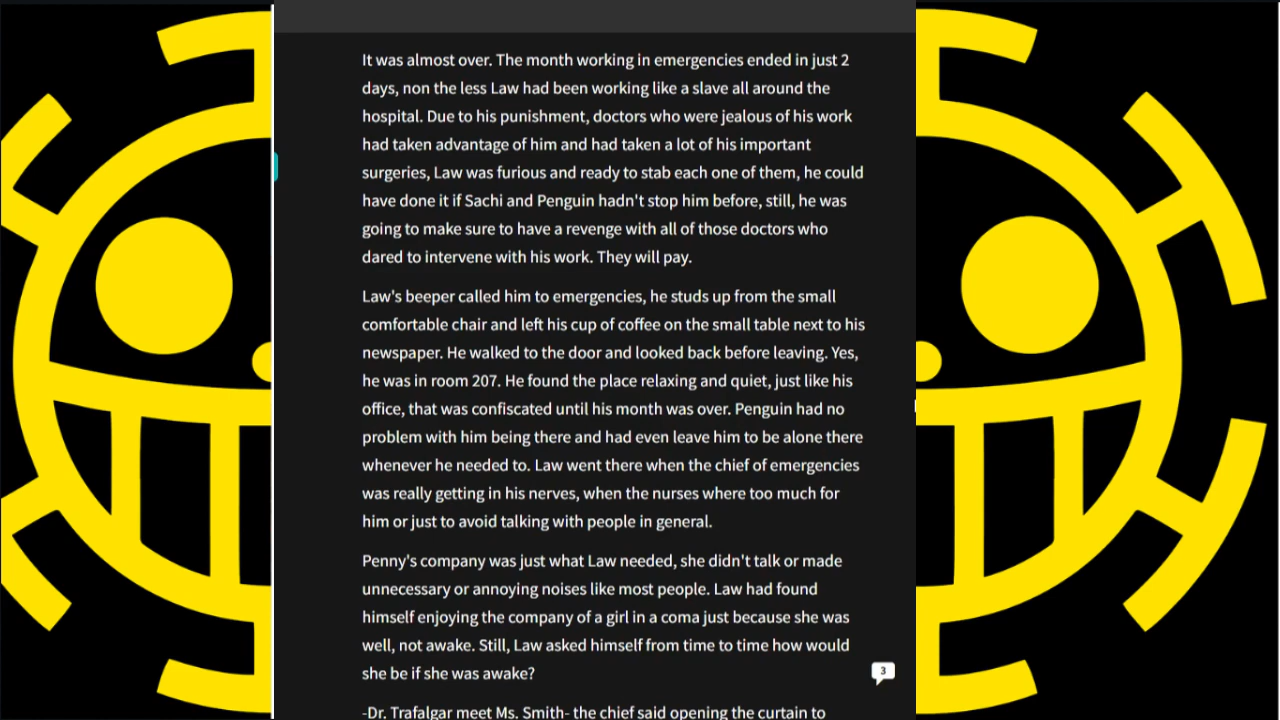 It was almost over. The month working in emergencies ended in just 2
days, non the less Law had been working like a slave all around the
hospital. Due to his punishment, doctors who were jealous of his work
had taken advantage of him and had taken a lot of his important
surgeries, Law was furious and ready to stab each one of them, he could
have done it if Sachi and Penguin hadn't stop him before, still, he was
going to make sure to have a revenge with all of those doctors who
dared to intervene with his work. They will pay.
Law's beeper called him to emergencies, he studs up from the small
comfortable chair and left his cup of coffee on the small table next to his
newspaper. He walked to the door and looked back before leaving. Yes,
he was in room 207. He found the place relaxing and quiet, just like his
office, that was confiscated until his month was over. Penguin had no
problem with him being there and had even leave him to be alone there
whenever he needed to. Law went there when the chief of emergencies
was really getting in his nerves, when the nurses where too much for
him or just to avoid talking with people in general.
Penny's company was just what Law needed, she didn't talk or made
unnecessary or annoying noises like most people. Law had found
himself enjoying the company of a girl in a coma just because she was
well, not awake. Still, Law asked himself from time to time how would
she be if she was awake?
3
-Dr. Trafalgar meet Ms. Smith- the chief said opening the curtain to